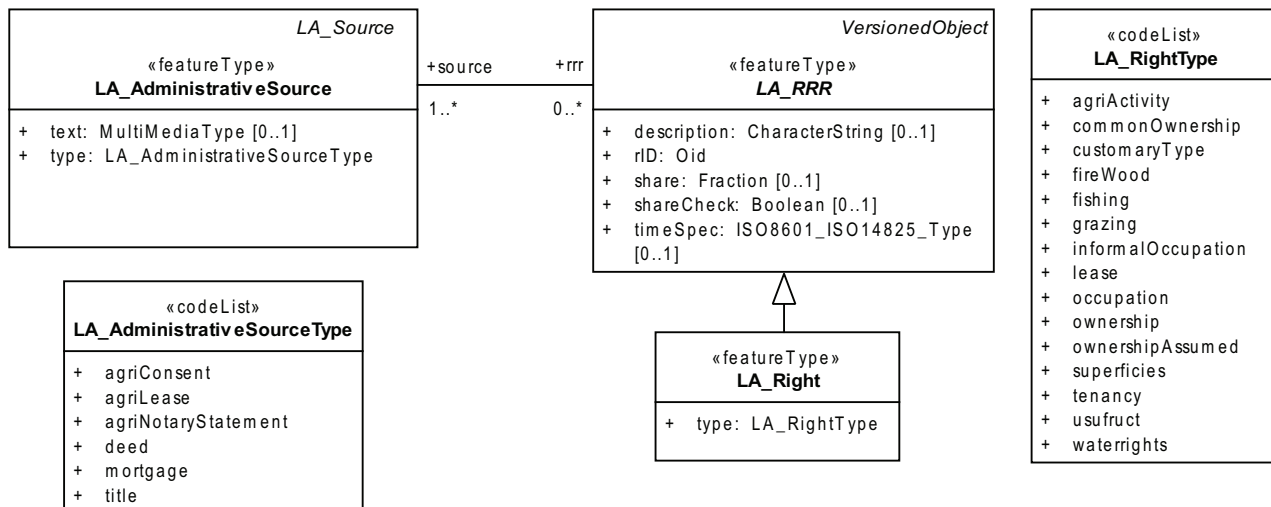 LA_Source
«featureType»
LA_AdministrativeSource
+ text: MultiMediaType [0..1]
+ type: LA_AdministrativeSourceType
+source
1..*
+rrr
0..*
VersionedObject
«featureType»
LA_RRR
+ description: CharacterString [0..1]
+ rID: Oid
+ share: Fraction [0..1]
+ shareCheck: Boolean [0..1]
+ timeSpec: ISO8601_ISO14825_Type
[0..1]
«codeList»
LA_RightType
+ agriActivity
+ commonOwnership
+ customaryType
+ fireWood
+ fishing
+ grazing
+ informalOccupation
+ lease
+ occupation
+ ownership
+ ownershipAssumed
+ superficies
+ tenancy
+ usufruct
+ waterrights
«codeList»
LA_AdministrativeSourceType
+ agriConsent
+ agriLease
+ agriNotaryStatement
+ deed
+ mortgage
+ title
«featureType»
LA_Right
+ type: LA_RightType